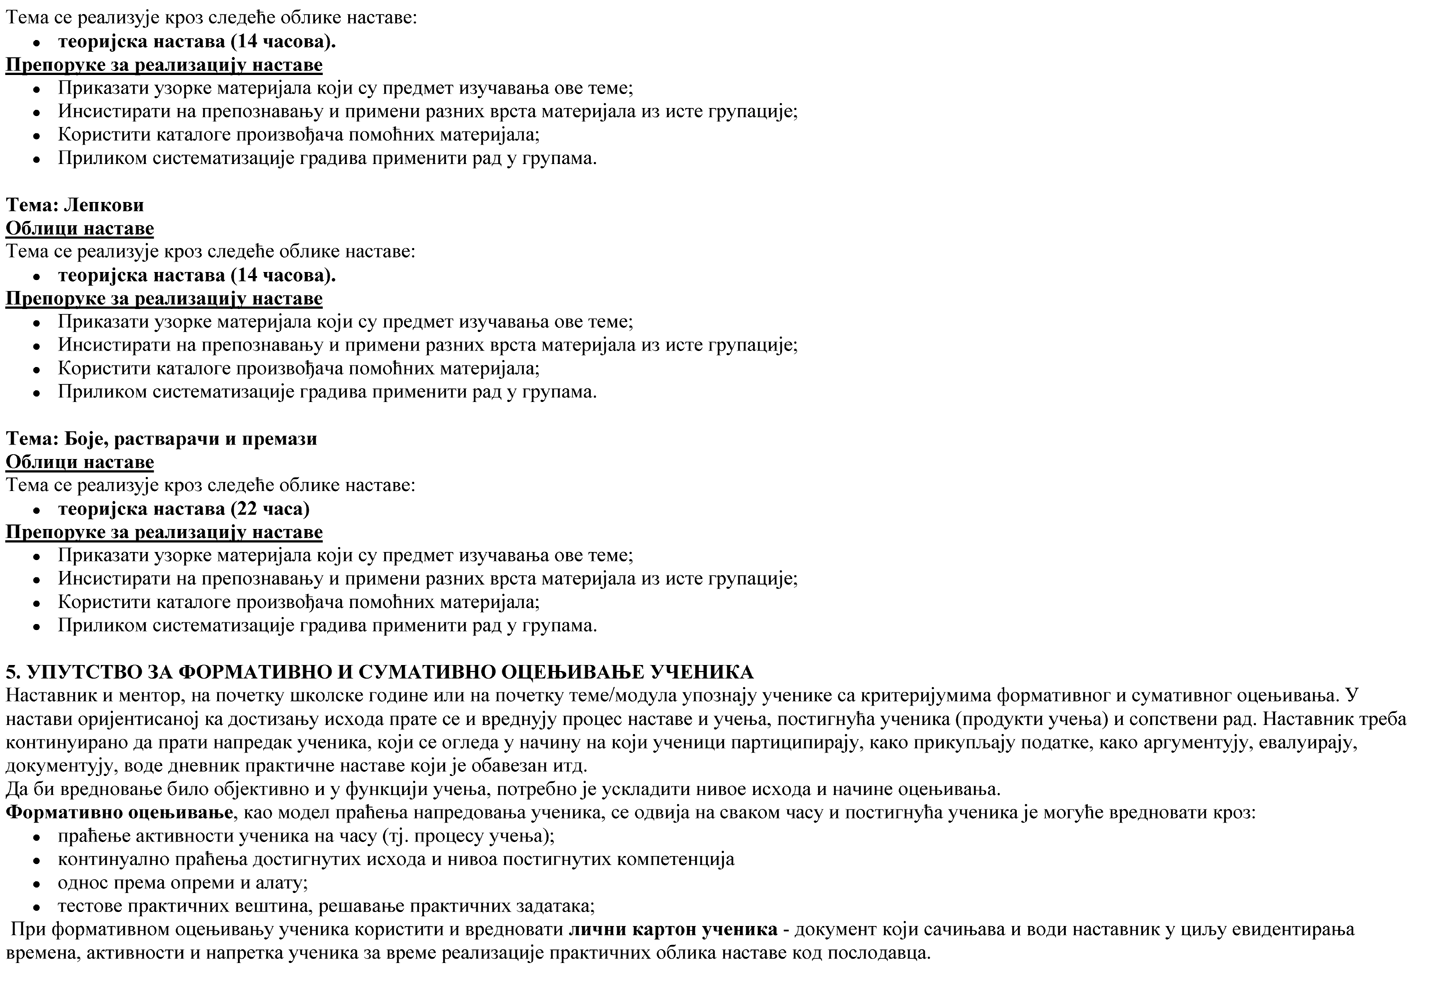 Тема се реализује кроз следеће облике наставе:
• теоријска настава (14 часова).
Препоруке за реализацију наставе
• Приказати узорке материјала који су предмет изучавања ове теме;
• Инсистирати на препознавању и примени разних врста материјала из исте групације;
• Користити каталоге произвођача помоћних материјала;
• Приликом систематизације градива применити рад у групама.
Тема: Лепкови
Облици наставе
Тема се реализује кроз следеће облике наставе:
• теоријска настава (14 часова).
Препоруке за реализацију наставе
• Приказати узорке материјала који су предмет изучавања ове теме;
• Инсистирати на препознавању и примени разних врста материјала из исте групације;
• Користити каталоге произвођача помоћних материјала;
• Приликом систематизације градива применити рад у групама.
Тема: Боје, растварачи и премази
Облици наставе
Тема се реализује кроз следеће облике наставе:
• теоријска настава (22 часа)
Препоруке за реализацију наставе
• Приказати узорке материјала који су предмет изучавања ове теме;
• Инсистирати на препознавању и примени разних врста материјала из исте групације;
• Користити каталоге произвођача помоћних материјала;
• Приликом систематизације градива применити рад у групама.
5. УПУТСТВО ЗА ФОРМАТИВНО И СУМАТИВНО ОЦЕЊИВАЊЕ УЧЕНИКА
Наставник и ментор, на почетку школске године или на почетку теме/модула упознају ученике са критеријумима формативног и сумативног оцењивања. У
настави оријентисаној ка достизању исхода прате се и вреднују процес наставе и учења, постигнућа ученика (продукти учења) и сопствени рад. Наставник треба
континуирано да прати напредак ученика, који се огледа у начину на који ученици партиципирају, како прикупљају податке, како аргументују, евалуирају,
документују, воде дневник практичне наставе који је обавезан итд.
Да би вредновање било објективно и у функцији учења, потребно је ускладити нивое исхода и начине оцењивања.
Формативно оцењивање, као модел праћења напредовања ученика, се одвија на сваком часу и постигнућа ученика је могуће вредновати кроз:
• праћење активности ученика на часу (тј. процесу учења);
• континуално праћења достигнутих исхода и нивоа постигнутих компетенција
• однос према опреми и алату;
• тестове практичних вештина, решавање практичних задатака;
При формативном оцењивању ученика користити и вредновати лични картон ученика - документ који сачињава и води наставник у циљу евидентирања
времена, активности и напретка ученика за време реализације практичних облика наставе код послодавца.